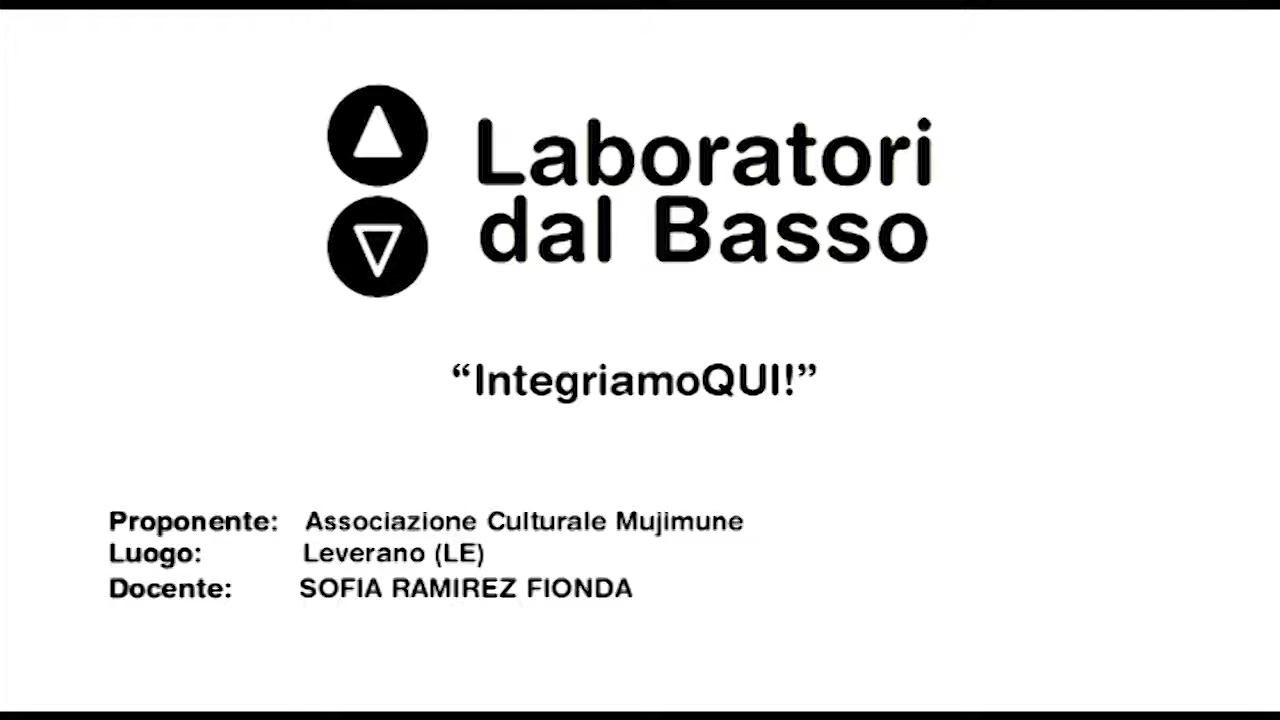 Laboratori
dal Basso
“IntegriamoQUI!”
Proponente: Associazione Culturale Mujimune
Luogo: Leverano (LE)
Docente: SOFIA RAMIREZ FIONDA